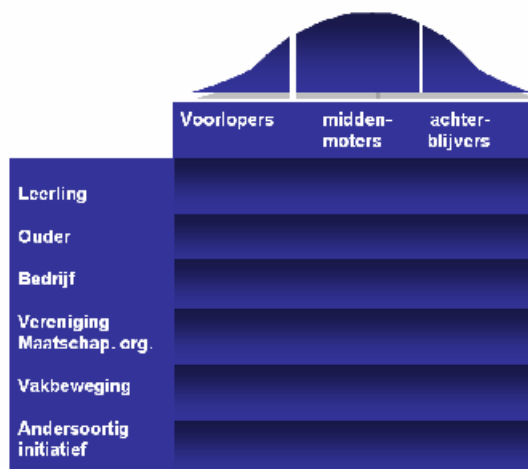 Voorlopers midden- achter-
moters blijvers
Leerling
Ouder
Bedrijf
Vereniging
Maatschap. org.
Vakbeweging
Andersoortig
initiatief